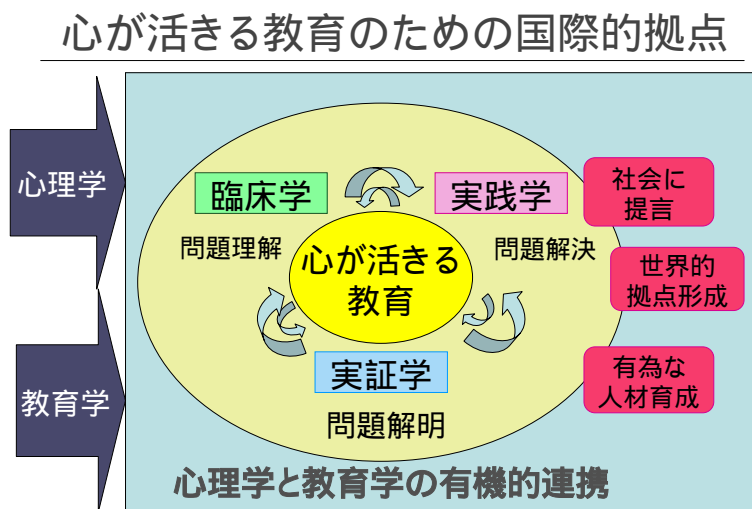 心が活きる教育のための国際的拠点
心理学
教育学
臨床学
問題理解
実践学
問題解決
心が活きる
教育
実証学
問題解明
社会に
提言
世界的
拠点形成
有為な
人材育成
心理学と教育学の有機的連携